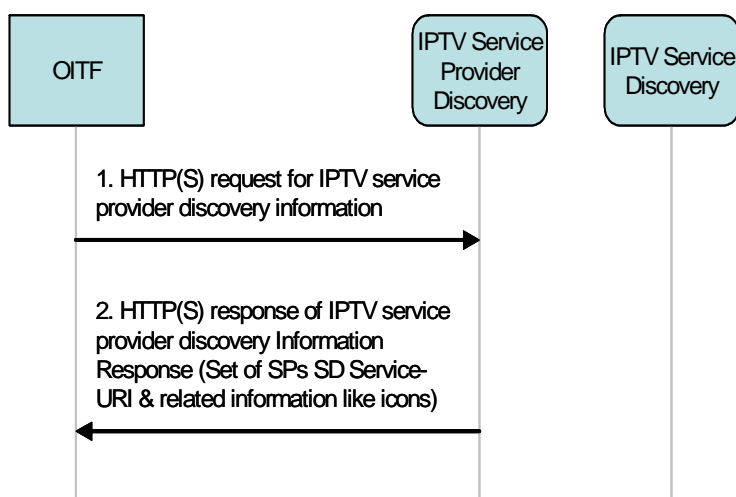 OITF
IPTV Service
Provider
Discovery
IPTV Service
Discovery
1. HTTP(S) request for IPTV service
provider discovery information
2. HTTP(S) response of IPTV service
provider discovery Information
Response (Set of SPs SD Service-
URI & related information like icons)